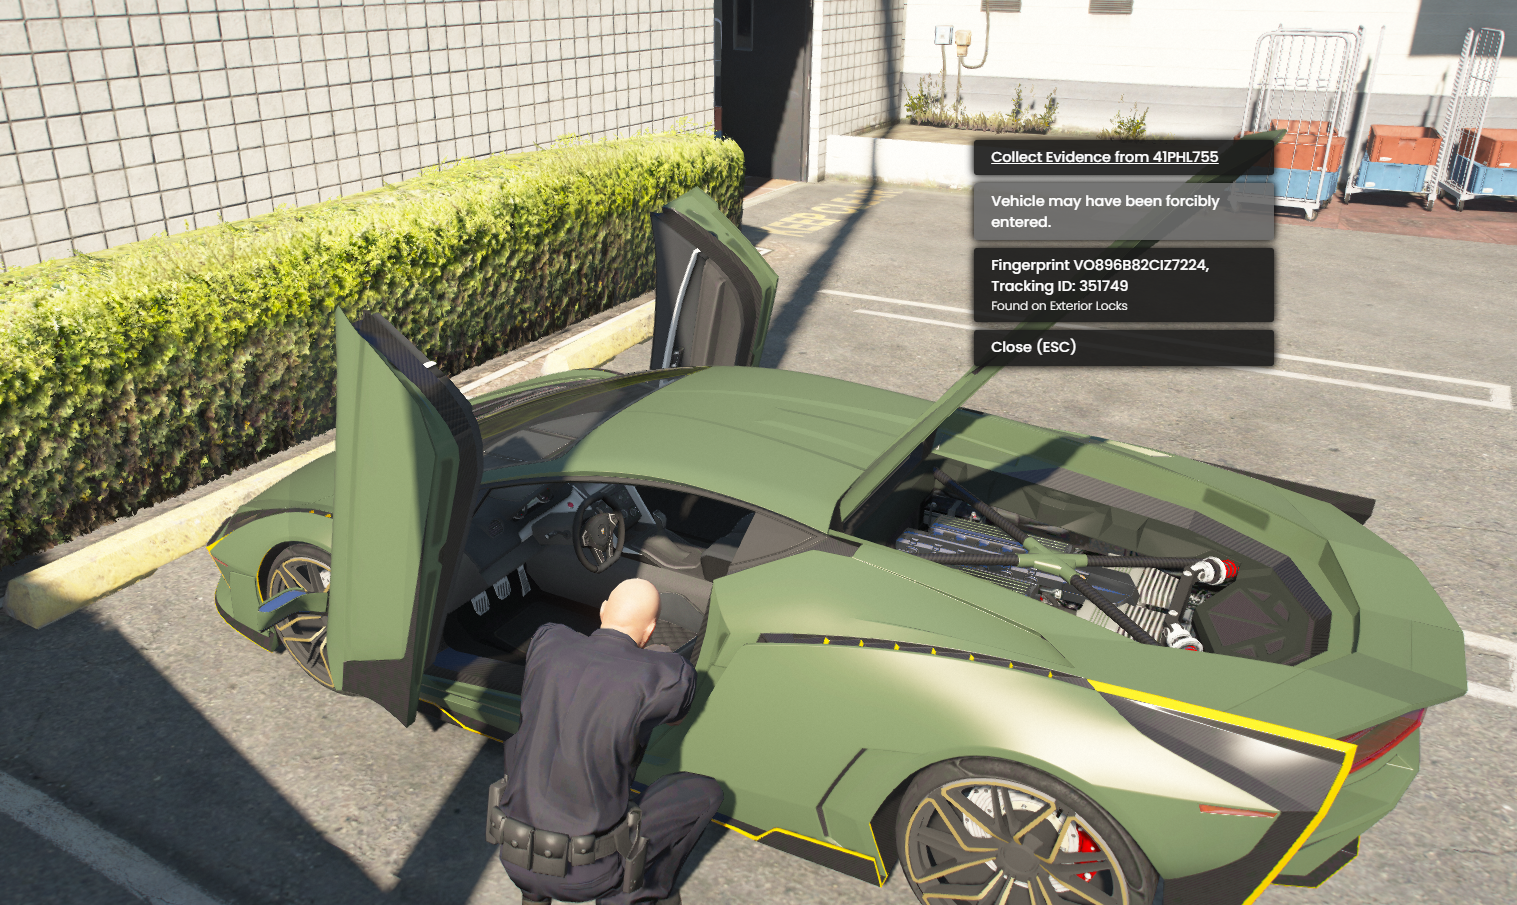 Collect Evidence from 41PHL755
Vehicle may have been forcibly
entered.
Fingerprint VO896B82CIZ7224,
Tracking ID: 351749
Found on Exterior Locks
Close (ESC)